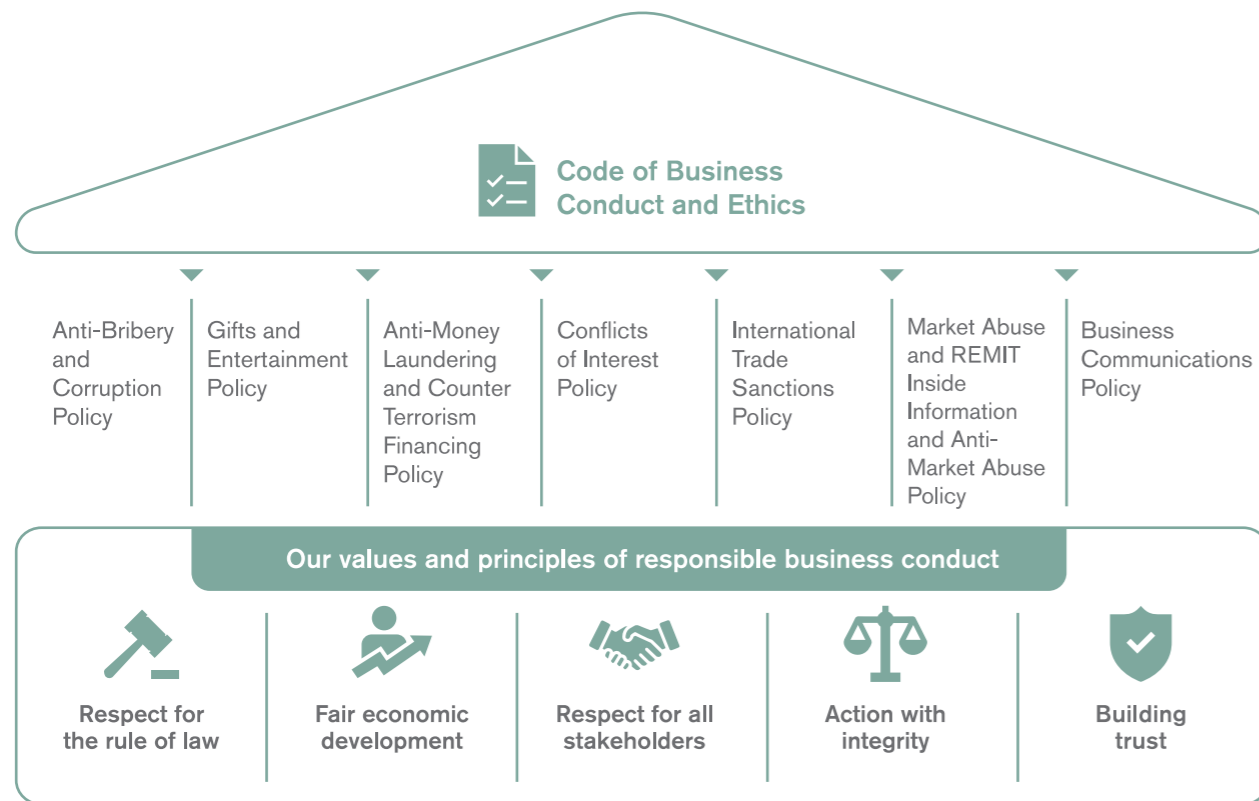 Code of Business
Conduct and Ethics
Anti-Bribery
and
Corruption
Policy
Gifts and
Entertainment
Policy
Anti-Money
Laundering
and Counter
Terrorism
Financing
Policy
Conflicts
of Interest
Policy
International
Trade
Sanctions
Policy
Market Abuse
and REMIT
Inside
Information
and Anti-
Market Abuse
Policy
Business
Communications
Policy
Our values and principles of responsible business conduct
Respect for
the rule of law
Fair economic
development
Respect for all
stakeholders
Action with
integrity
Building
trust